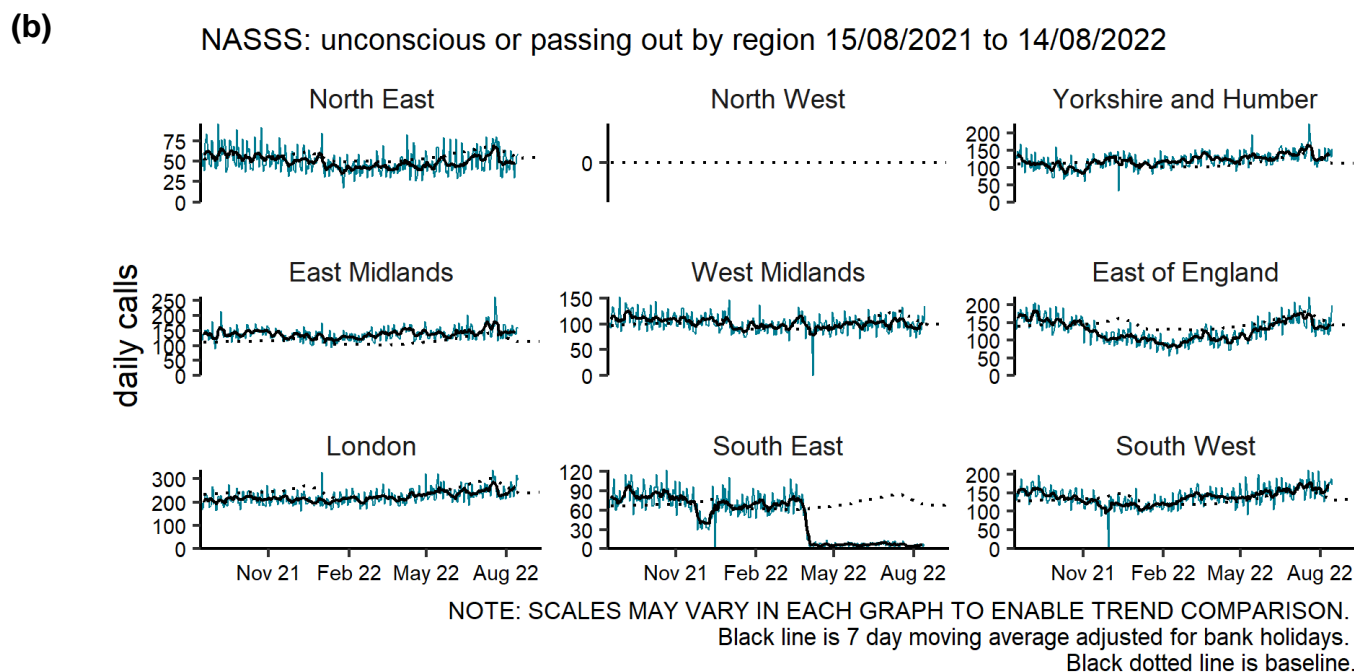 (b)
NASSS: unconscious or passing out by region 15/08/2021 to 14/08/2022
North East
North West
Yorkshire and Humber
75
50
25
0
0
200
150
100
50
0
daily calls
East Midlands
West Midlands
East of England
250
200
150
100
50
0
150
100
50
0
200
150
100
50
0
London
South East
South West
300
200
100
0
120
90
60
30
0
200
150
100
50
0
Nov 21 Feb 22 May 22 Aug 22
Nov 21 Feb 22 May 22 Aug 22
Nov 21 Feb 22 May 22 Aug 22
NOTE: SCALES MAY VARY IN EACH GRAPH TO ENABLE TREND COMPARISON.
Black line is 7 day moving average adjusted for bank holidays.
Black dotted line is baseline.